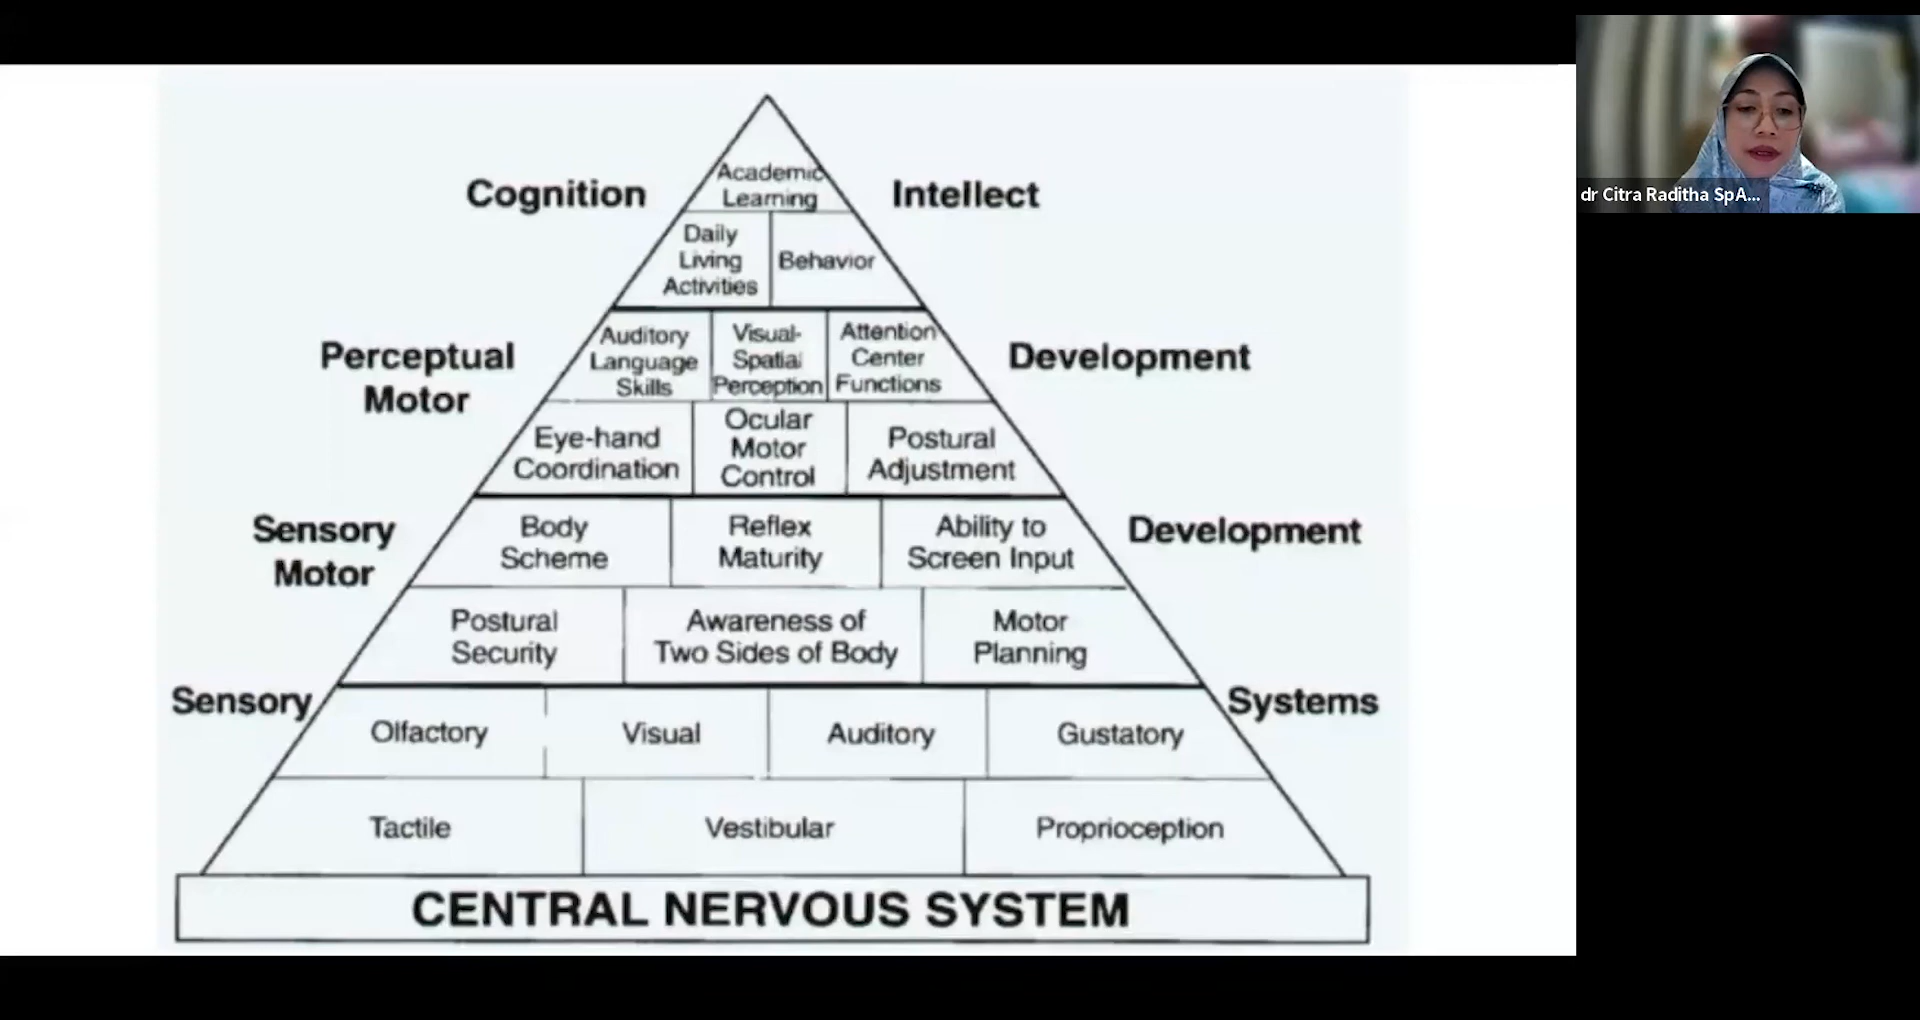 Academic
Learning
Cognition
Intellect
Daily
Living
Activities
Behavior
Auditory
Language
Skills
Visual-
Spatial
Perception
Attention
Center
Functions
Perceptual
Motor
Development
Eye-hand
Coordination
Ocular
Motor
Control
Postural
Adjustment
Sensory
Motor
Body
Scheme
Reflex
Maturity
Ability to
Screen Input
Development
Postural
Security
Awareness of
Two Sides of Body
Motor
Planning
Sensory
Systems
Olfactory
Visual
Auditory
Gustatory
Tactile
Vestibular
Proprioception
CENTRAL NERVOUS SYSTEM
dr Citra Raditha SpA...